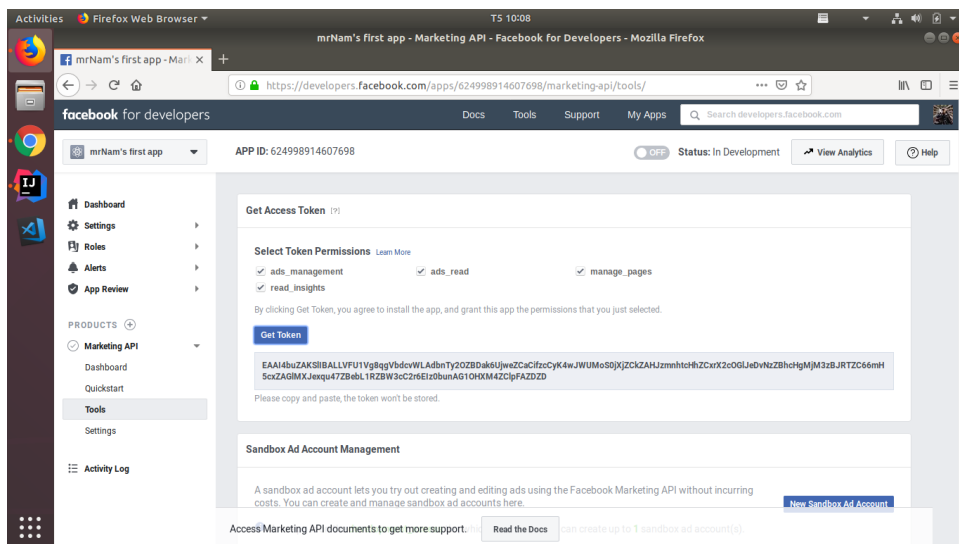 Activities Firefox Web Browser T5 10:08
mrNam's first app - Marketing API - Facebook for Developers - Mozilla Firefox
mrNam's first app - Mark
https://developers.facebook.com/apps/624998914607698/marketing-api/tools/
facebook for developers Docs Tools Support My Apps Search developers.facebook.com
mrNam's first app APP ID: 624998914607698 OFF Status: In Development View Analytics Help
Dashboard
Settings
Roles
Alerts
App Review
PRODUCTS
Marketing API
Dashboard
Quickstart
Tools
Settings
Activity Log
Get Access Token [?]
Select Token Permissions Learn More
ads_management ads_read manage_pages
read_insights
By clicking Get Token, you agree to install the app, and grant this app the permissions that you just selected.
Get Token
Please copy and paste, the token won't be stored.
Sandbox Ad Account Management
A sandbox ad account lets you try out creating and editing ads using the Facebook Marketing API without incurring
costs. You can create and manage sandbox ad accounts here.
New Sandbox Ad Account
Access Marketing API documents to get more support. Read the Docs can create up to 1 sandbox ad account(s).